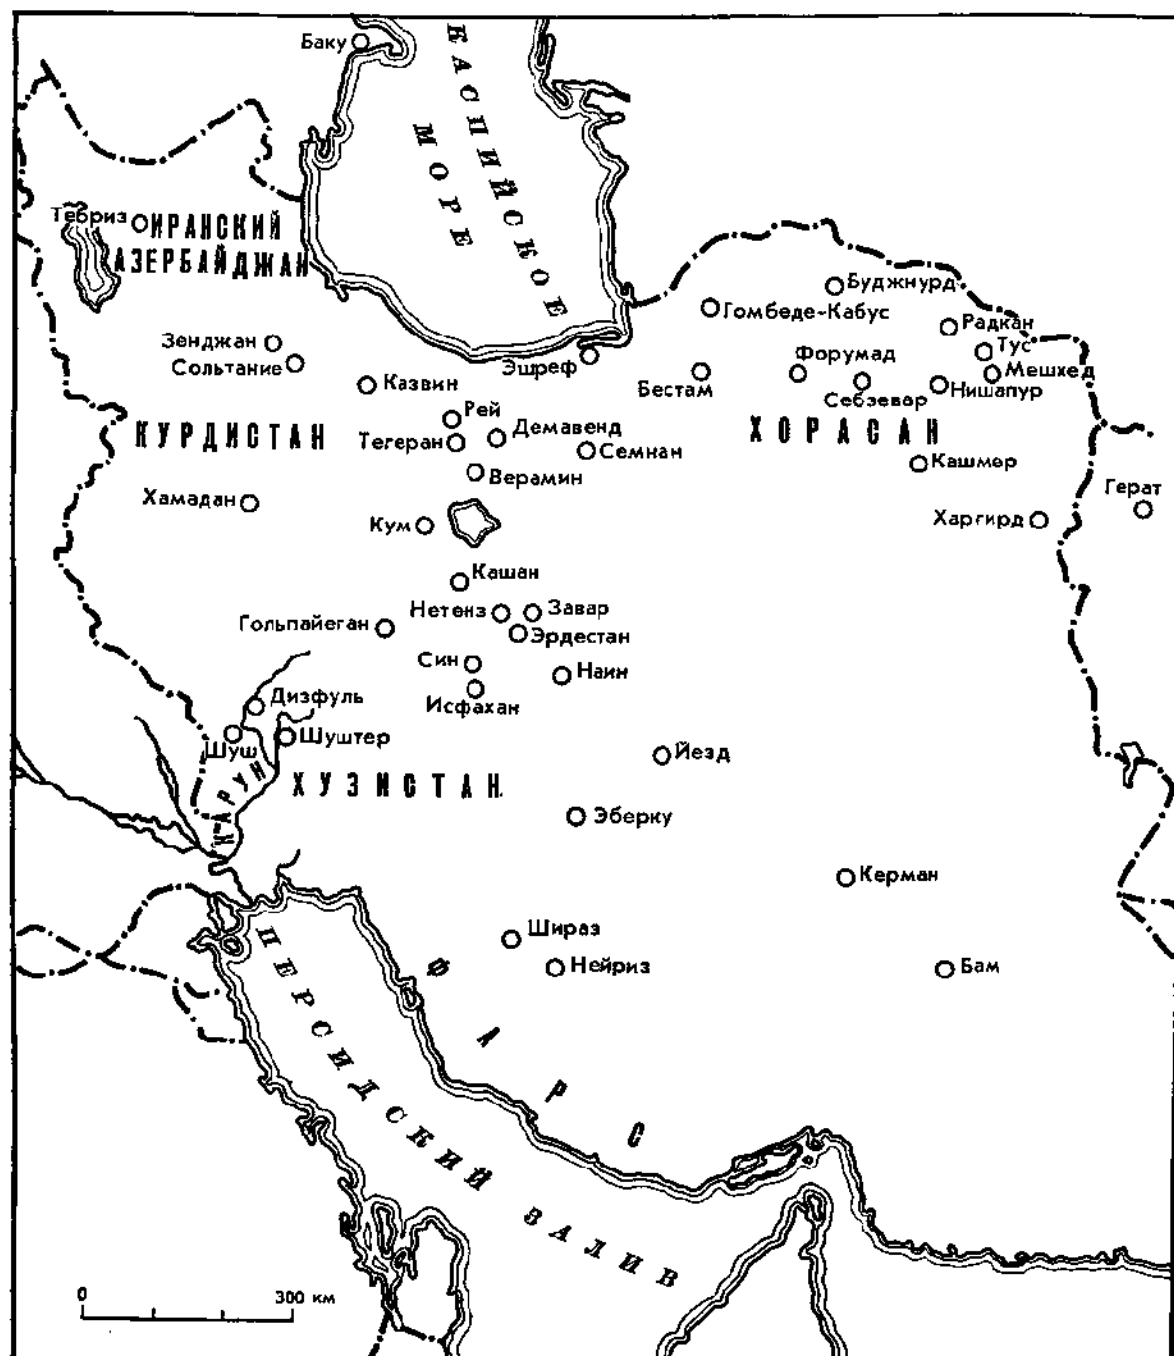 Баку
КАСПИЙСКОЕ
МОРЕ
Тебриз
ИРАНСКИЙ
АЗЕРБАЙДЖАН
Буджнурд
Гомбеде-Кабус
Радкан
Зенджан
Тус
Форумад
Сольтание
Эшреф
Мешхед
Казвин
Бестам
Себзевар
Нишапур
Рей
КУРДИСТАН
Тегеран
Демавенд
ХОРАСАН
Семнан
Верамин
Кашмер
Хамадан
Герат
Кум
Харгирд
Кашан
Нетенз
Завар
Гольпайеган
Эрдестан
Син
Наин
Дизфуль
Исфахан
Шуш
Шуштер
Йезд
КАРУН
ХУЗИСТАН
Эберку
Керман
Шираз
Нейриз
Бам
ФАРС
ПЕРСИДСКИЙ ЗАЛИВ
0 300 км